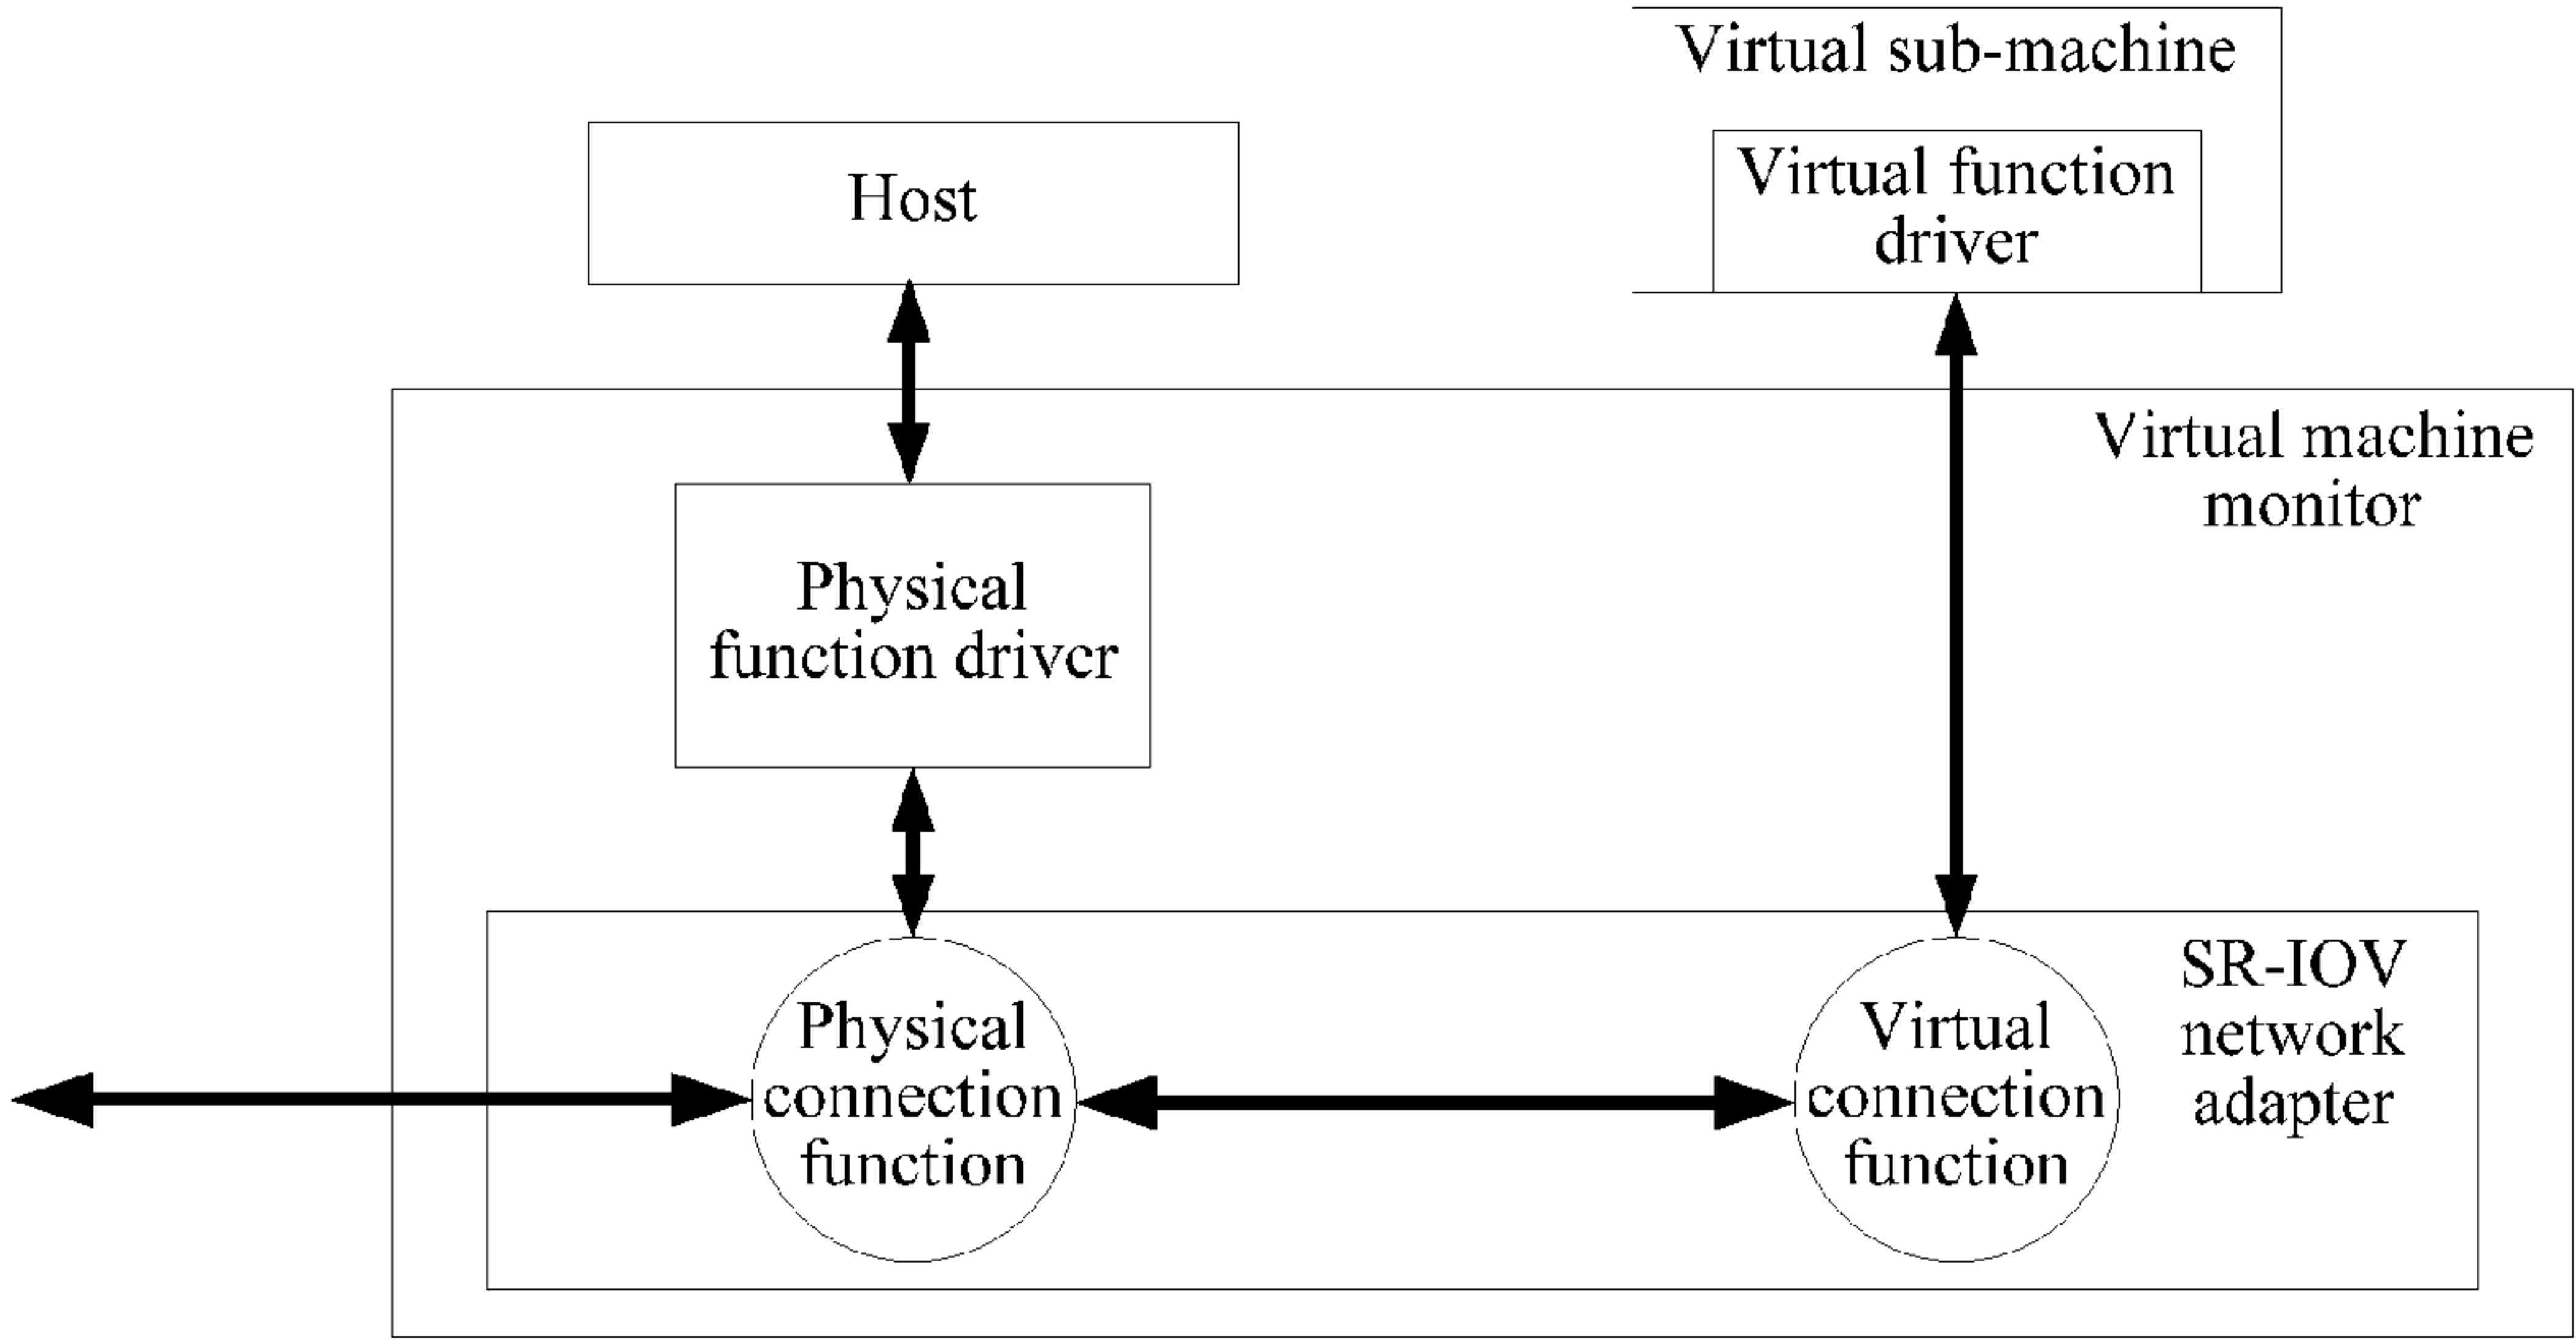 Virtual sub-machine
Host
Virtual function
driver
Virtual machine
monitor
Physical
function driver
SR-IOV
network
adapter
Physical
connection
function
Virtual
connection
function